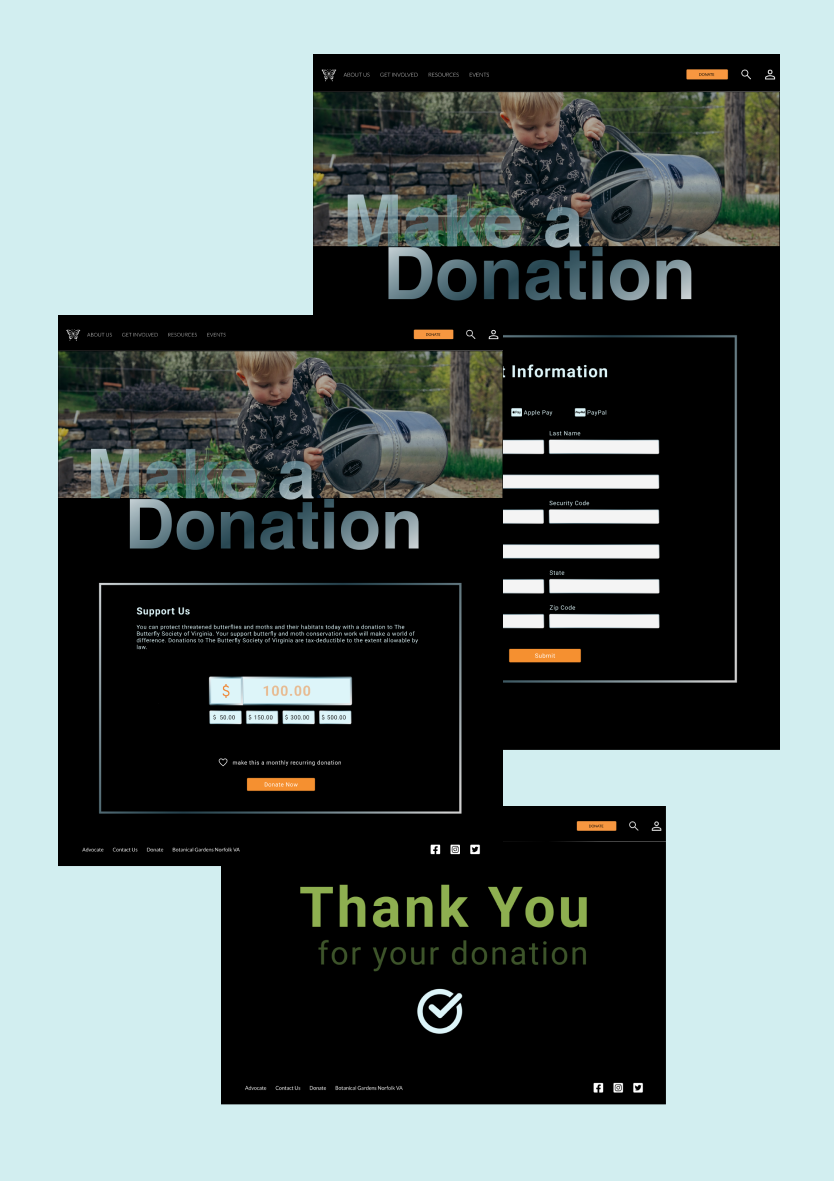 ABOUT US GET INVOLVED RESOURCES EVENTS DONATE
Make a
Donation
Information
Apple Pay PayPal
Last Name
Security Code
State
Zip Code
Submit
ABOUT US GET INVOLVED RESOURCES EVENTS DONATE
Make a
Donation
Support Us
You can protect threatened butterflies and moths and their habitats today with a donation to The
Butterfly Society of Virginia. Your support butterfly and moth conservation work will make a world of
difference. Donations to The Butterfly Society of Virginia are tax-deductible to the extent allowable by
law.
$ 100.00
$ 50.00 $ 150.00 $ 300.00 $ 500.00
make this a monthly recurring donation
Donate Now
Advocate Contact Us Donate Botanical Gardens Norfolk VA
DONATE
Thank You
for your donation
Advocate Contact Us Donate Botanical Gardens Norfolk VA